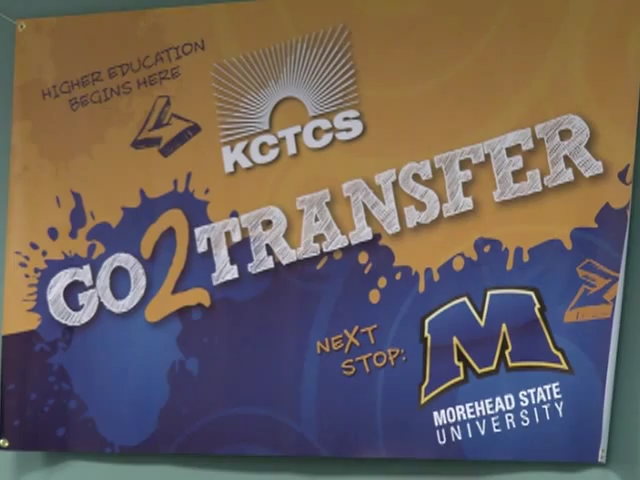 HIGHER EDUCATION
BEGINS HERE
KCTCS
GO2TRANSFER
NEXT
STOP:
M
MOREHEAD STATE
UNIVERSITY